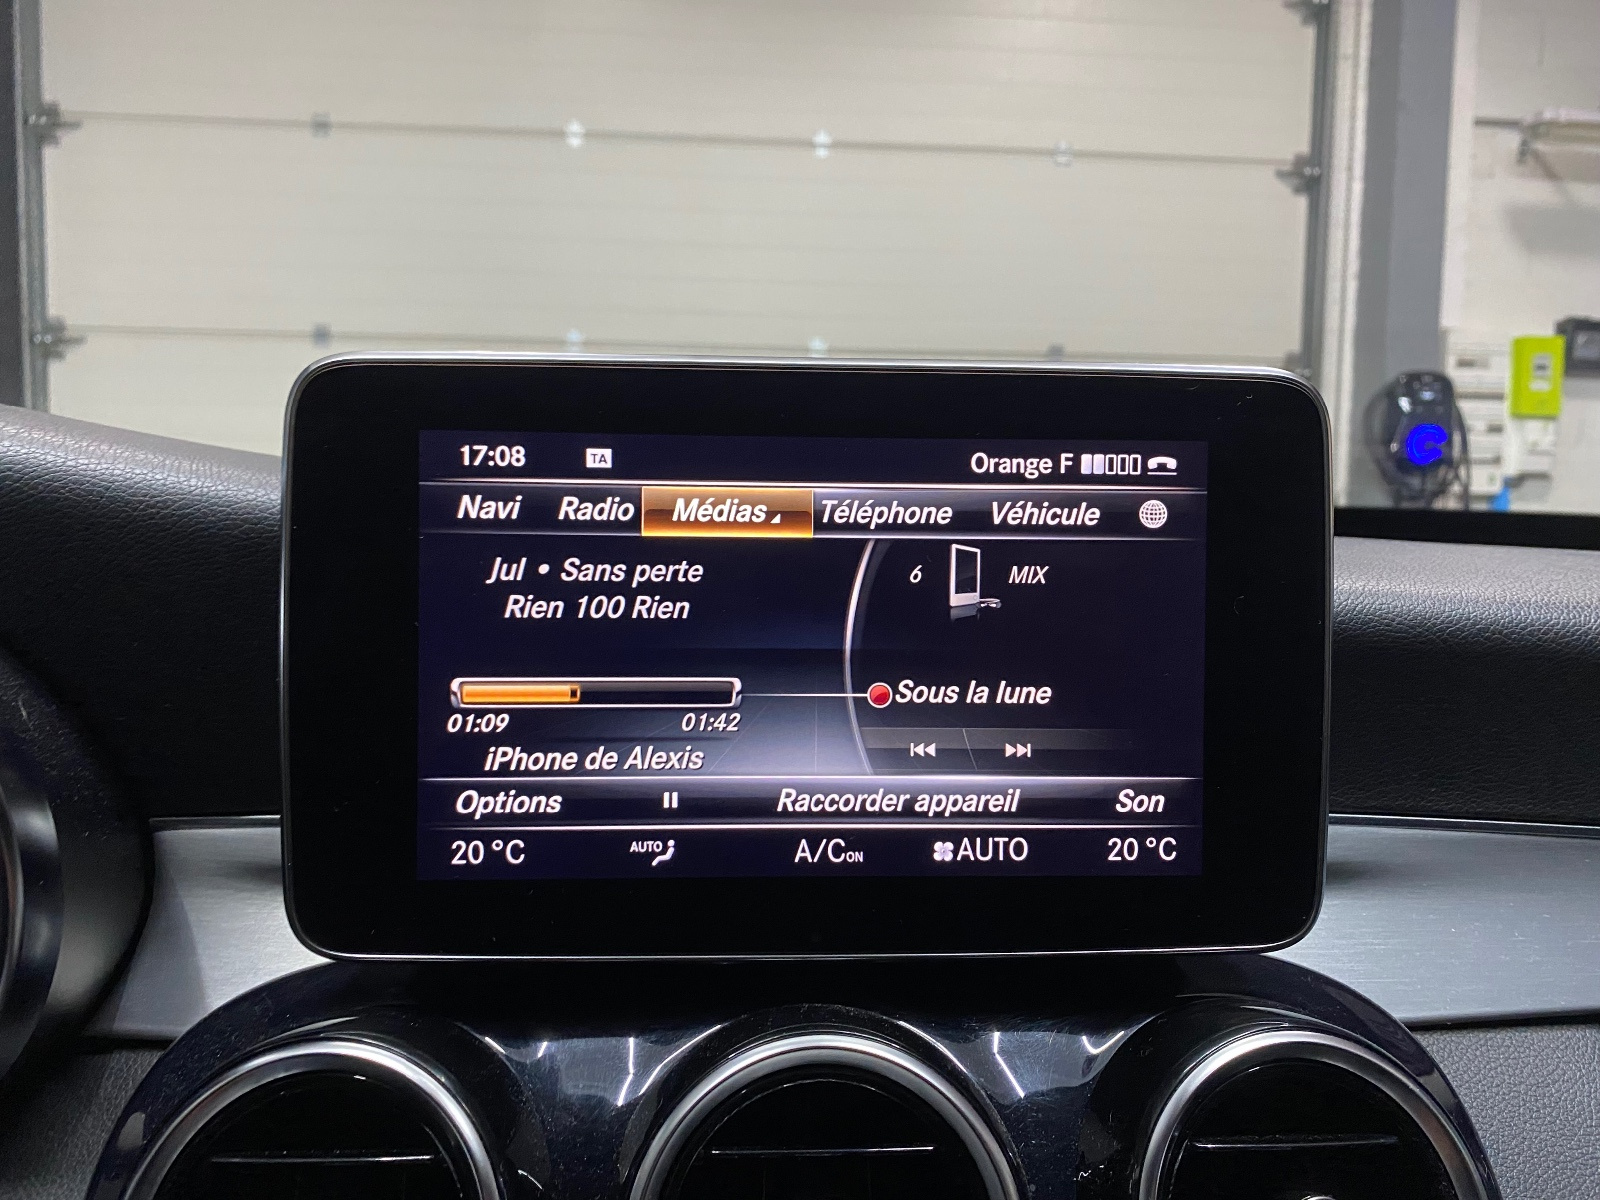 17:08 TA Orange F
Navi Radio Médias Téléphone Véhicule
Jul • Sans perte
Rien 100 Rien
6 MIX
Sous la lune
01:09 01:42
iPhone de Alexis
Options Raccorder appareil Son
20 °C AUTO A/C ON AUTO 20 °C